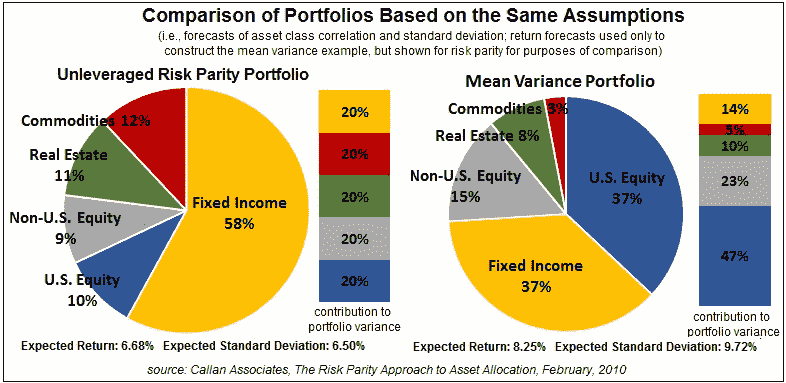 Comparison of Portfolios Based on the Same Assumptions
(i.e., forecasts of asset class correlation and standard deviation; return forecasts used only to
construct the mean variance example, but shown for risk parity for purposes of comparison)
Unleveraged Risk Parity Portfolio
Commodities 12%
Real Estate
11%
Non-U.S. Equity
9%
U.S. Equity
10%
Fixed Income
58%
20%
20%
20%
20%
20%
contribution to
portfolio variance
Expected Return: 6.68% Expected Standard Deviation: 6.50%
Mean Variance Portfolio
Commodities 3%
Real Estate 8%
Non-U.S. Equity
15%
U.S. Equity
37%
Fixed Income
37%
14%
5%
10%
23%
47%
contribution to
portfolio variance
Expected Return: 8.25% Expected Standard Deviation: 9.72%
source: Callan Associates, The Risk Parity Approach to Asset Allocation, February, 2010